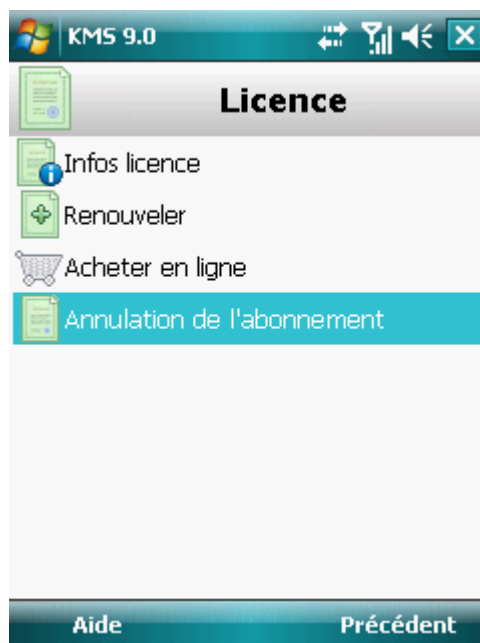 KMS 9.0
Licence
Infos licence
Renouveler
Acheter en ligne
Annulation de l'abonnement
Aide Précédent